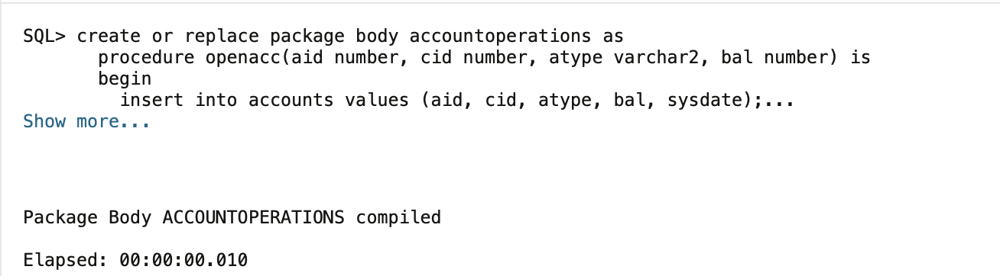 SQL> create or replace package body accountoperations as
procedure openacc(aid number, cid number, atype varchar2, bal number) is
begin
insert into accounts values (aid, cid, atype, bal, sysdate);...
Show more...
Package Body ACCOUNTOPERATIONS compiled
Elapsed: 00:00:00.010